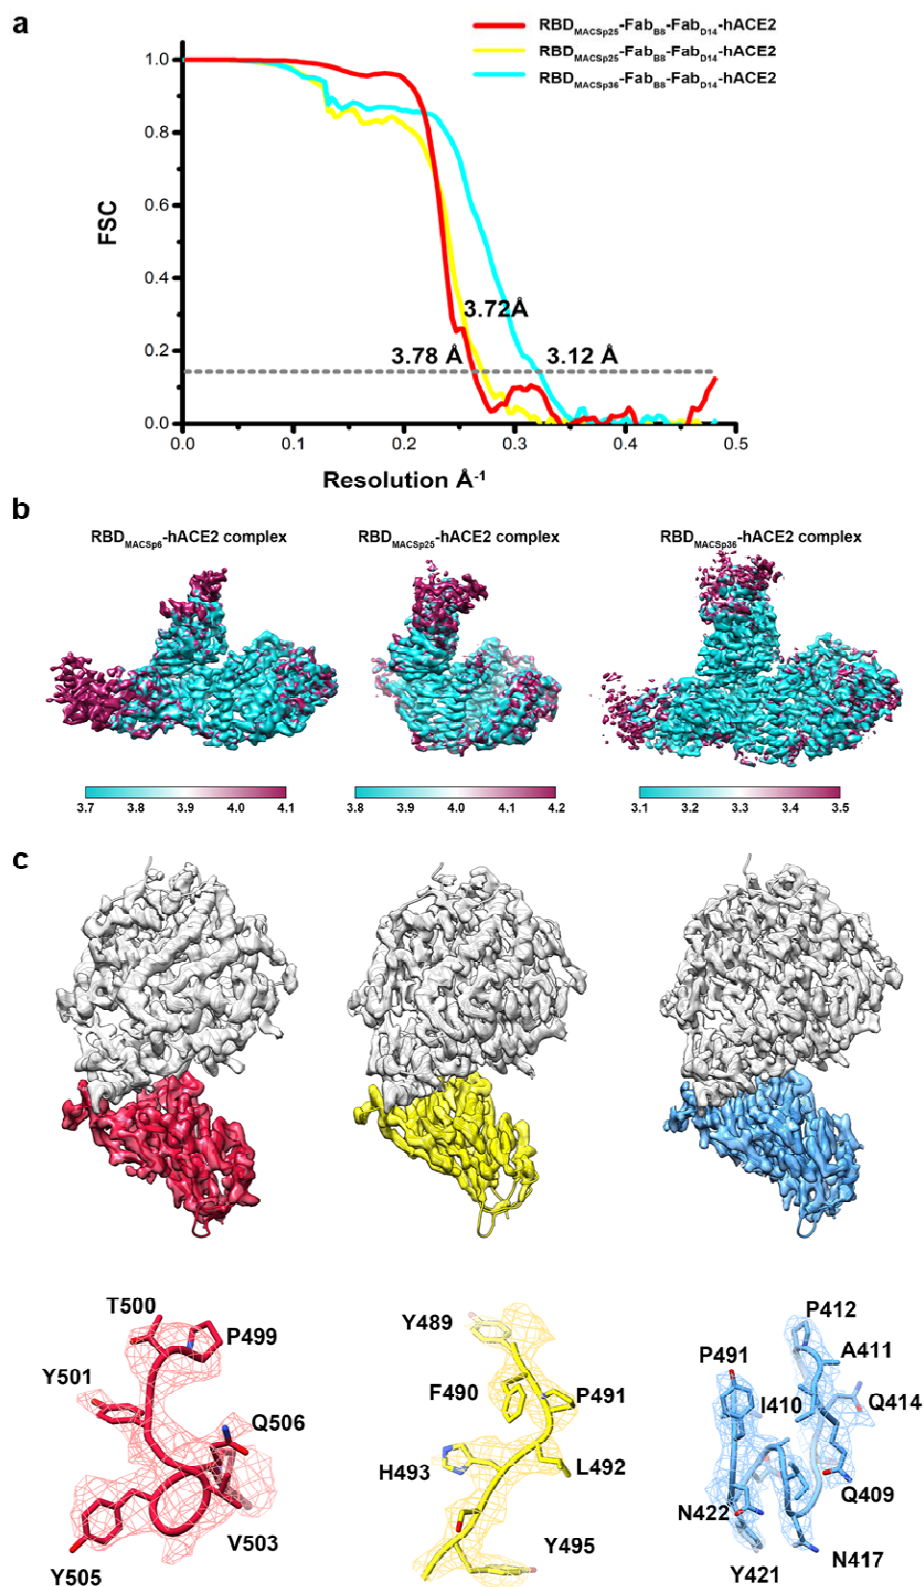 a
RBDMACSp25-FabB8-FabD14-hACE2
RBDMACSp25-FabB8-FabD14-hACE2
RBDMACSp36-FabB8-FabD14-hACE2
1.0
0.8
0.6
0.4
0.2
0.0
FSC
3.72Å
3.78 Å
3.12 Å
0.0 0.1 0.2 0.3 0.4 0.5
Resolution Å-1
b
RBDMACSp6-hACE2 complex
RBDMACSp25-hACE2 complex
RBDMACSp36-hACE2 complex
3.7 3.8 3.9 4.0 4.1
3.8 3.9 4.0 4.1 4.2
3.1 3.2 3.3 3.4 3.5
c
T500
P499
Y501
Q506
V503
Y505
Y489
F490
P491
H493
L492
Y495
P412
P491
A411
I410
Q414
Q409
N422
N417
Y421